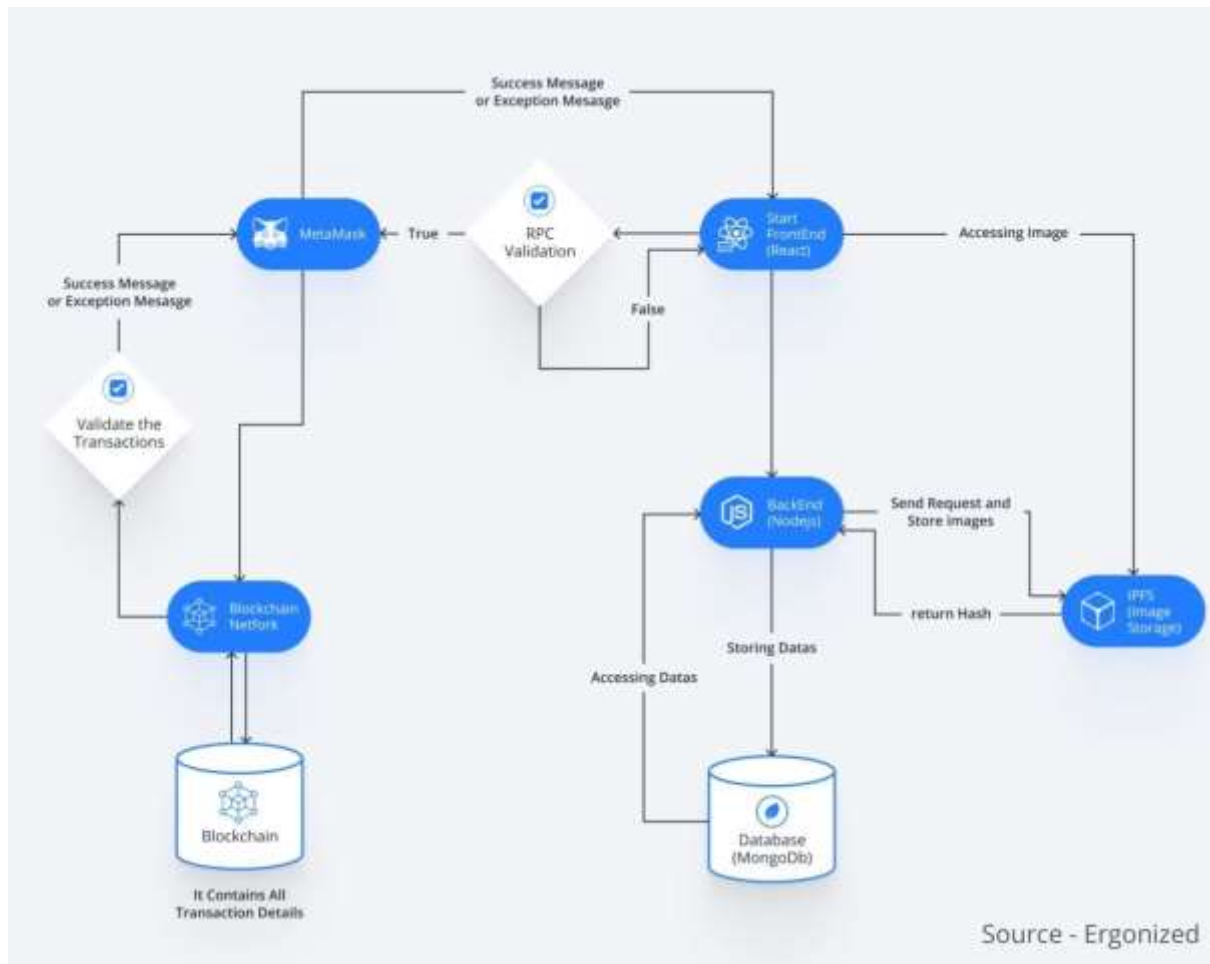 Success Message
or Exception Mesasge
MetaMask
True
RPC
Validation
Start
FrontEnd
(React)
Accessing Image
Success Message
or Exception Mesasge
False
Validate the
Transactions
BackEnd
(Nodejs)
Send Request and
Store images
IPFS
(Image
Storage)
return Hash
Blockchain
Netfork
Storing Datas
Accessing Datas
Blockchain
Database
(MongoDb)
It Contains All
Transaction Details
Source - Ergonized